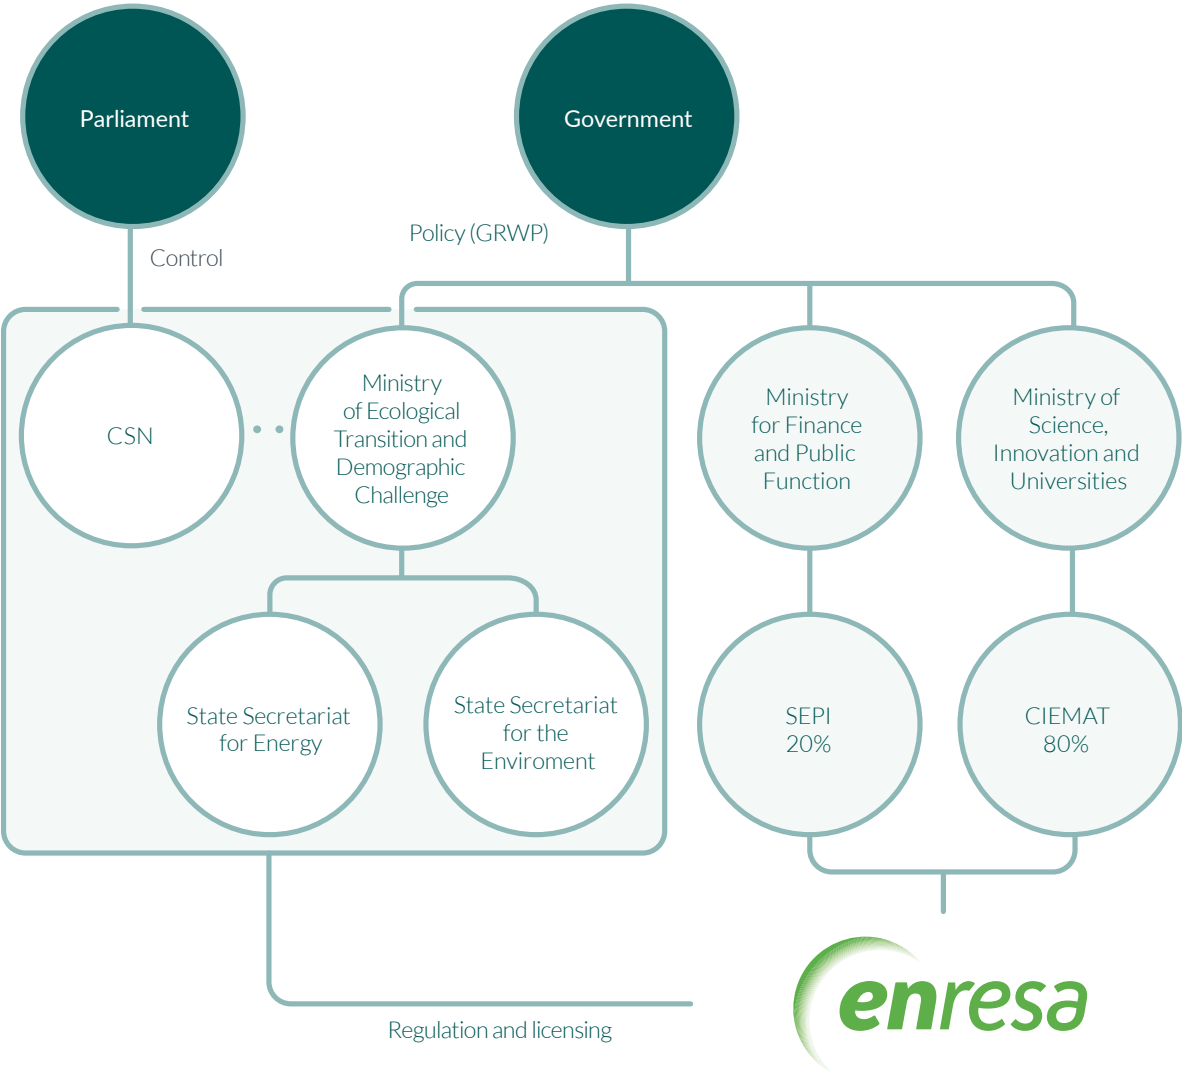 Parliament
Government
Policy (GRWP)
Control
CSN
Ministry
of Ecological
Transition and
Demographic
Challenge
Ministry
for Finance
and Public
Function
Ministry of
Science,
Innovation and
Universities
State Secretariat
for Energy
State Secretariat
for the
Enviroment
SEPI
20%
CIEMAT
80%
enresa
Regulation and licensing